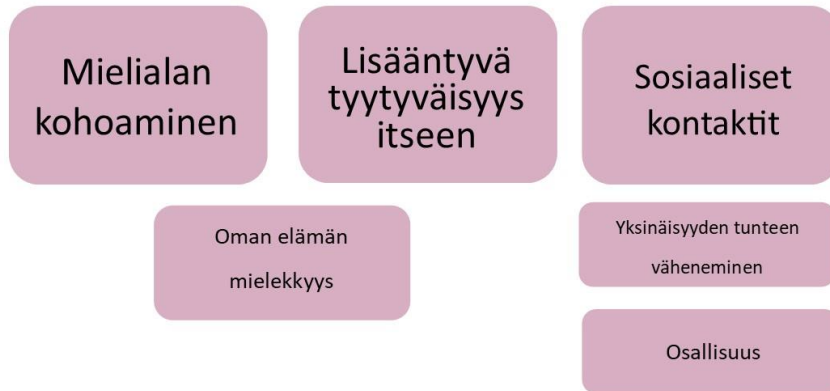 Mielialan
kohoaminen
Lisääntyvä
tyytyväisyys
itseen
Sosiaaliset
kontaktit
Oman elämän
mielekkyys
Yksinäisyyden tunteen
väheneminen
Osallisuus